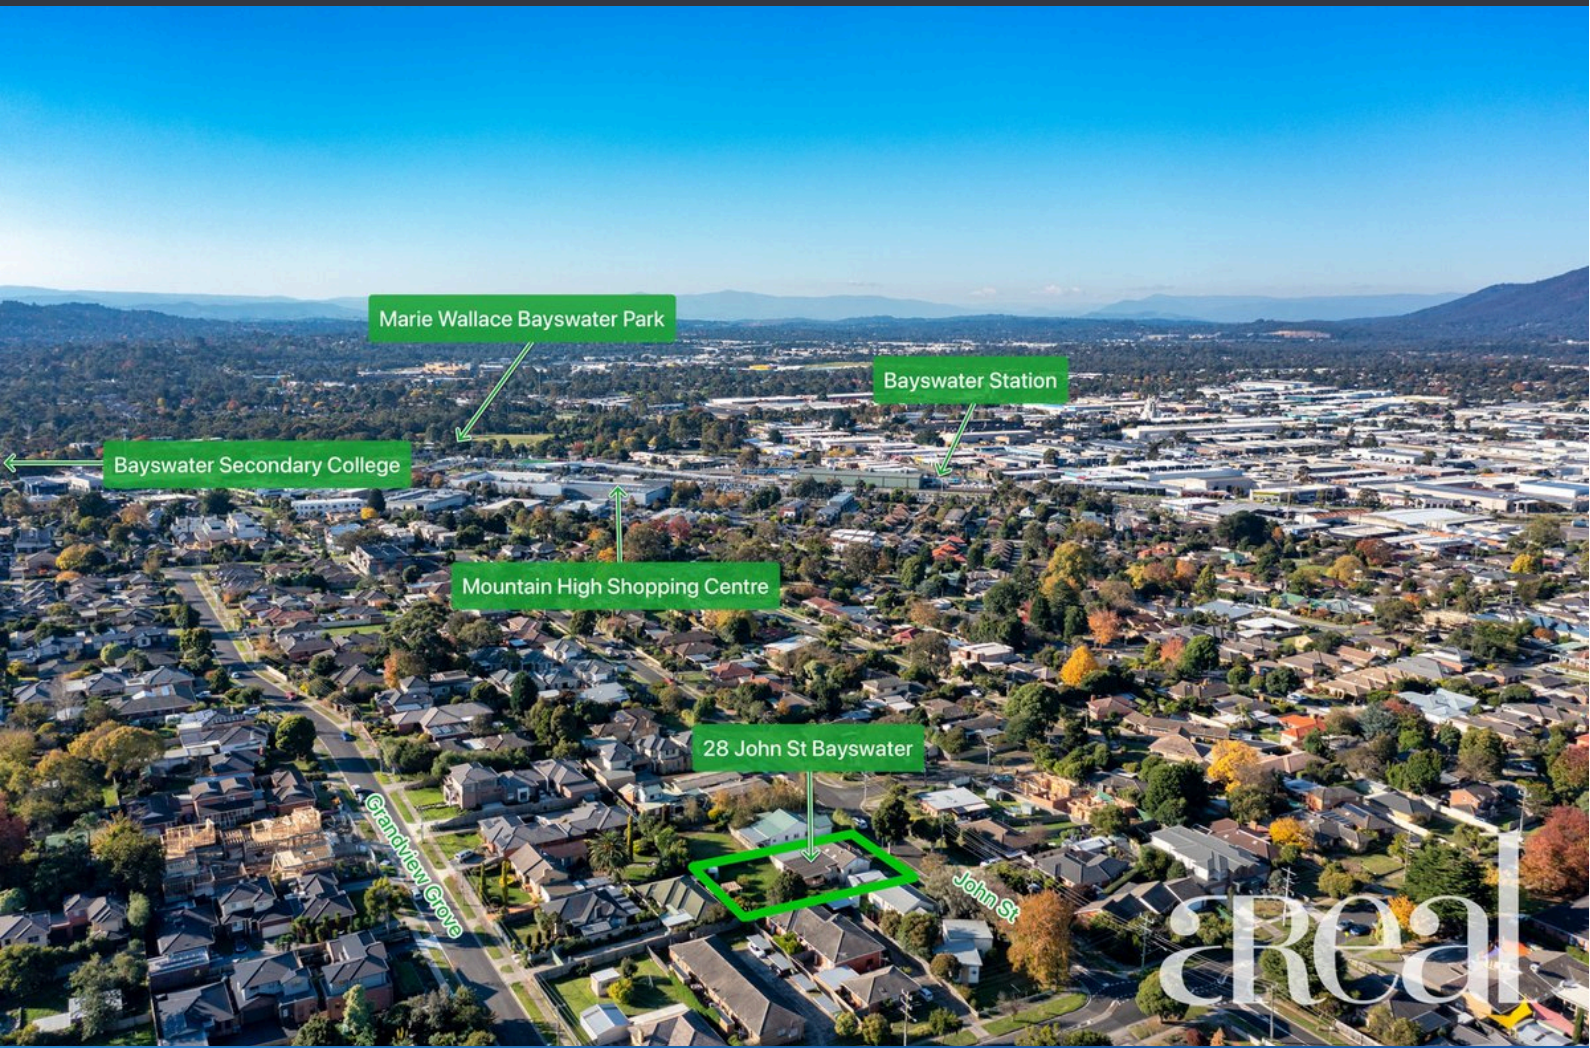 Marie Wallace Bayswater Park
Bayswater Station
Bayswater Secondary College
Mountain High Shopping Centre
28 John St Bayswater
Grandview Grove
John St
aReal